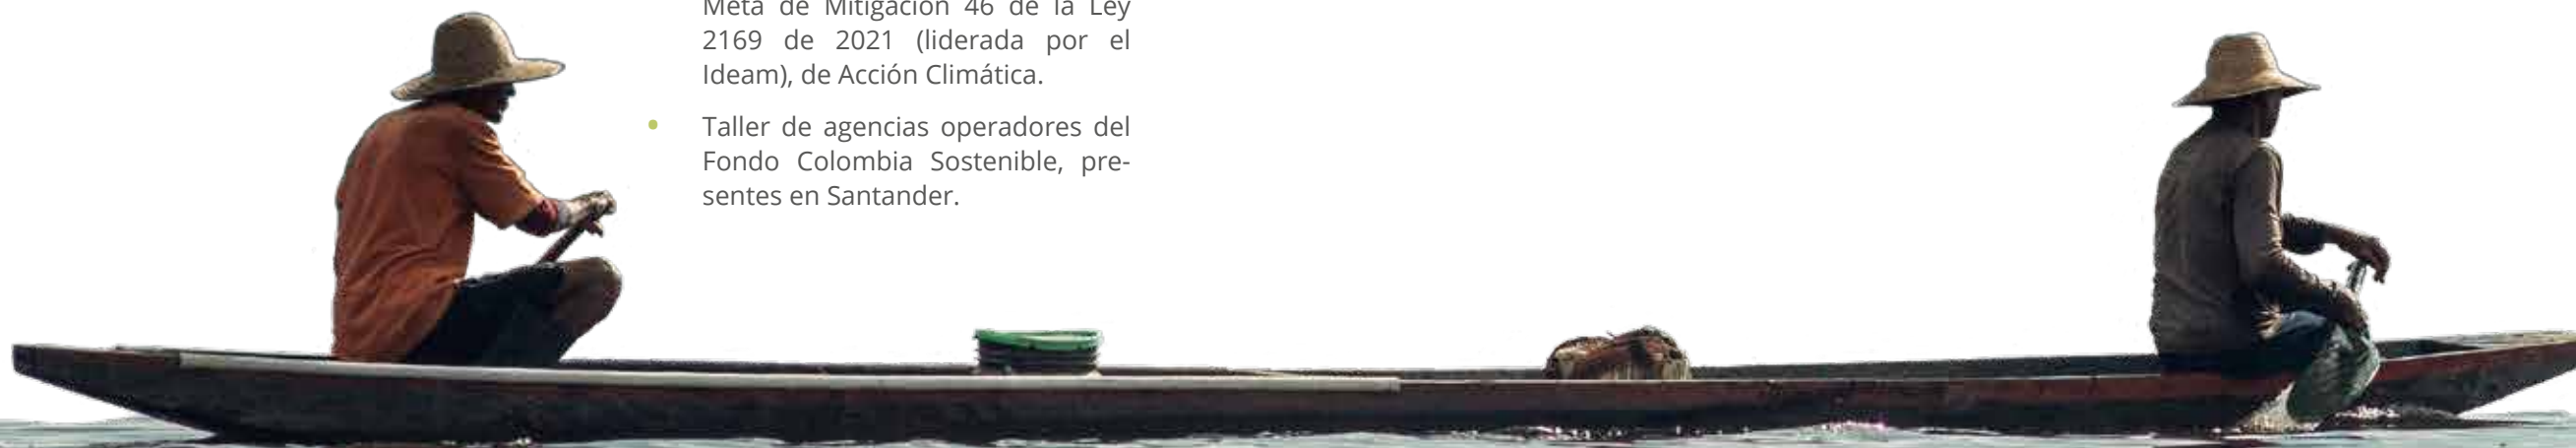 Meta de Mitigación 46 de la Ley
2169 de 2021 (liderada por el
Ideam), de Acción Climática.
• Taller de agencias operadores del
Fondo Colombia Sostenible, pre-
sentes en Santander.